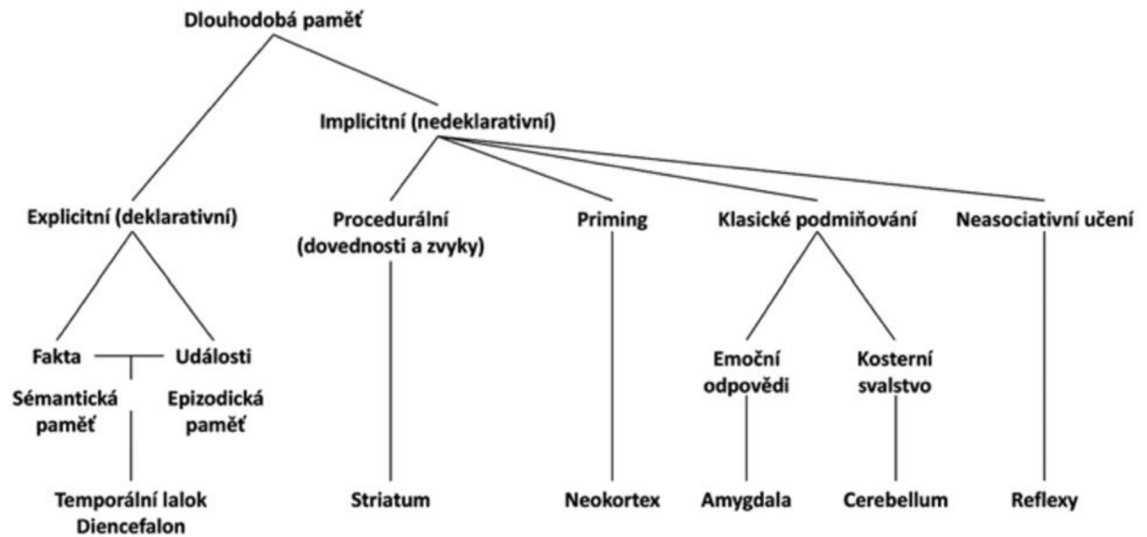 Dlouhodobá paměť
Implicitní (nedeklarativní)
Explicitní (deklarativní)
Procedurální
(dovednosti a zvyky)
Priming
Klasické podmiňování
Neasociativní učení
Fakta
Události
Sémantická
paměť
Epizodická
paměť
Emoční
odpovědi
Kosterní
svalstvo
Temporální lalok
Diencefalon
Striatum
Neokortex
Amygdala
Cerebellum
Reflexy